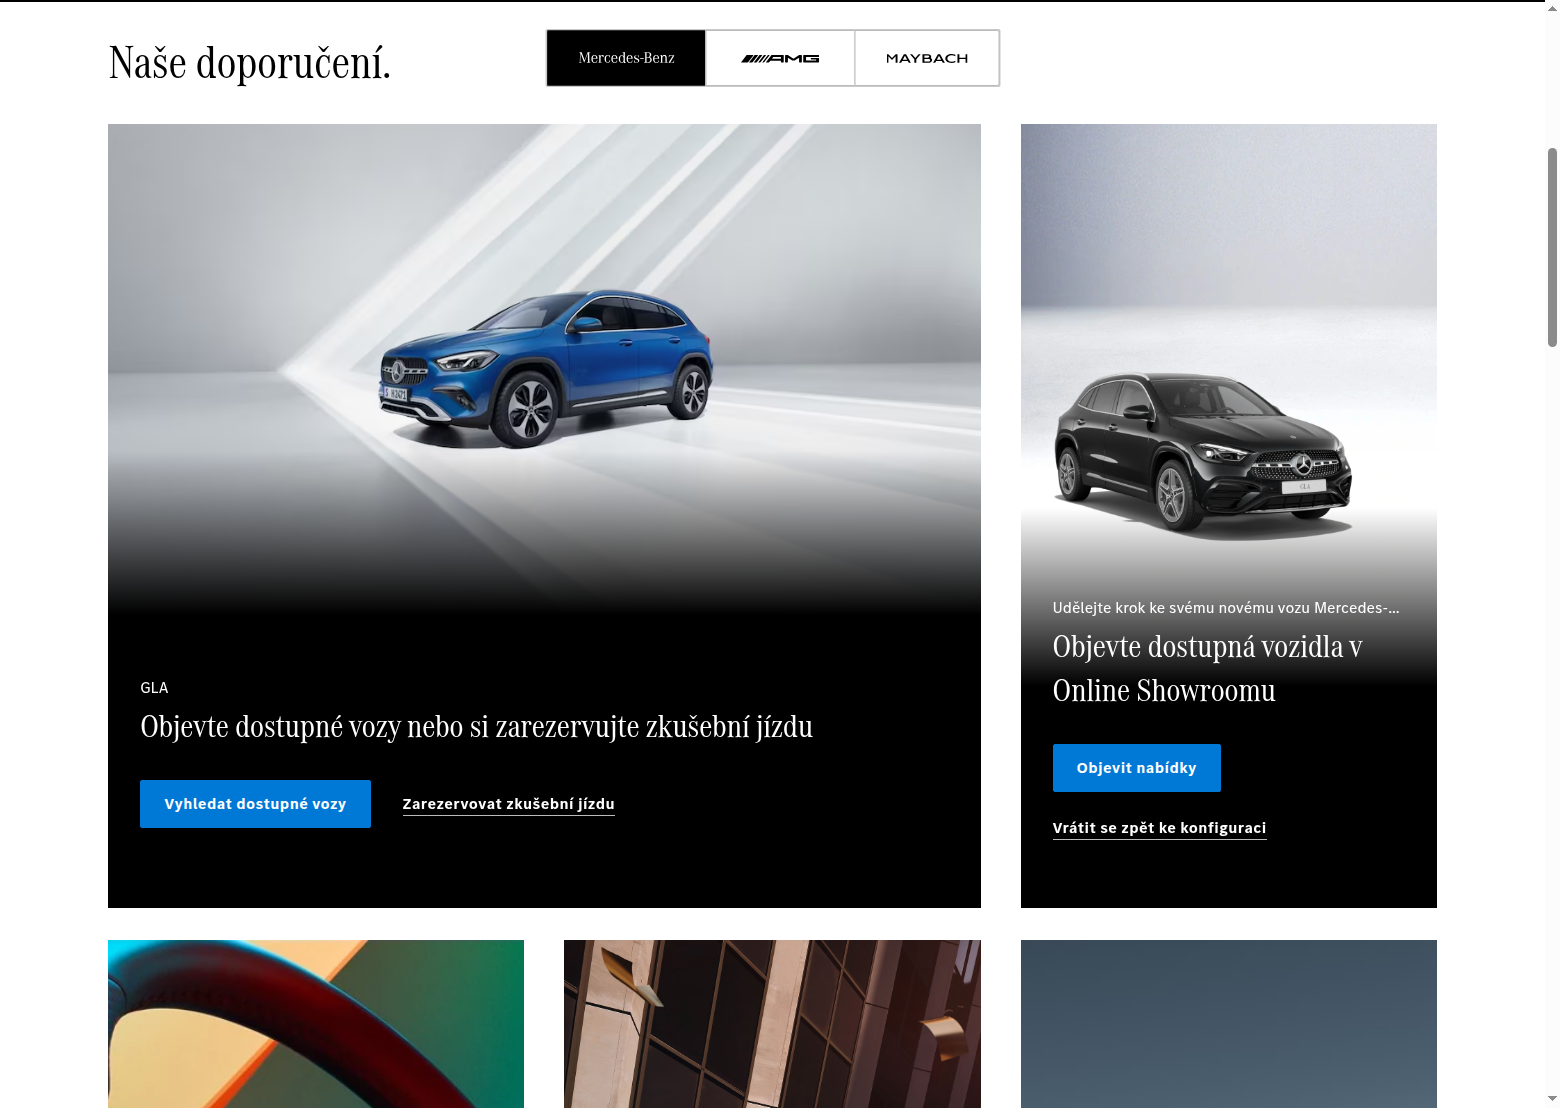 Naše doporučení.
Mercedes-Benz
AMG
MAYBACH
GLA
GLA
Objevte dostupné vozy nebo si zarezervujte zkušební jízdu
Vyhledat dostupné vozy
Zarezervovat zkušební jízdu
Udělejte krok ke svému novému vozu Mercedes-...
Objevte dostupná vozidla v
Online Showroomu
Objevit nabídky
Vrátit se zpět ke konfiguraci